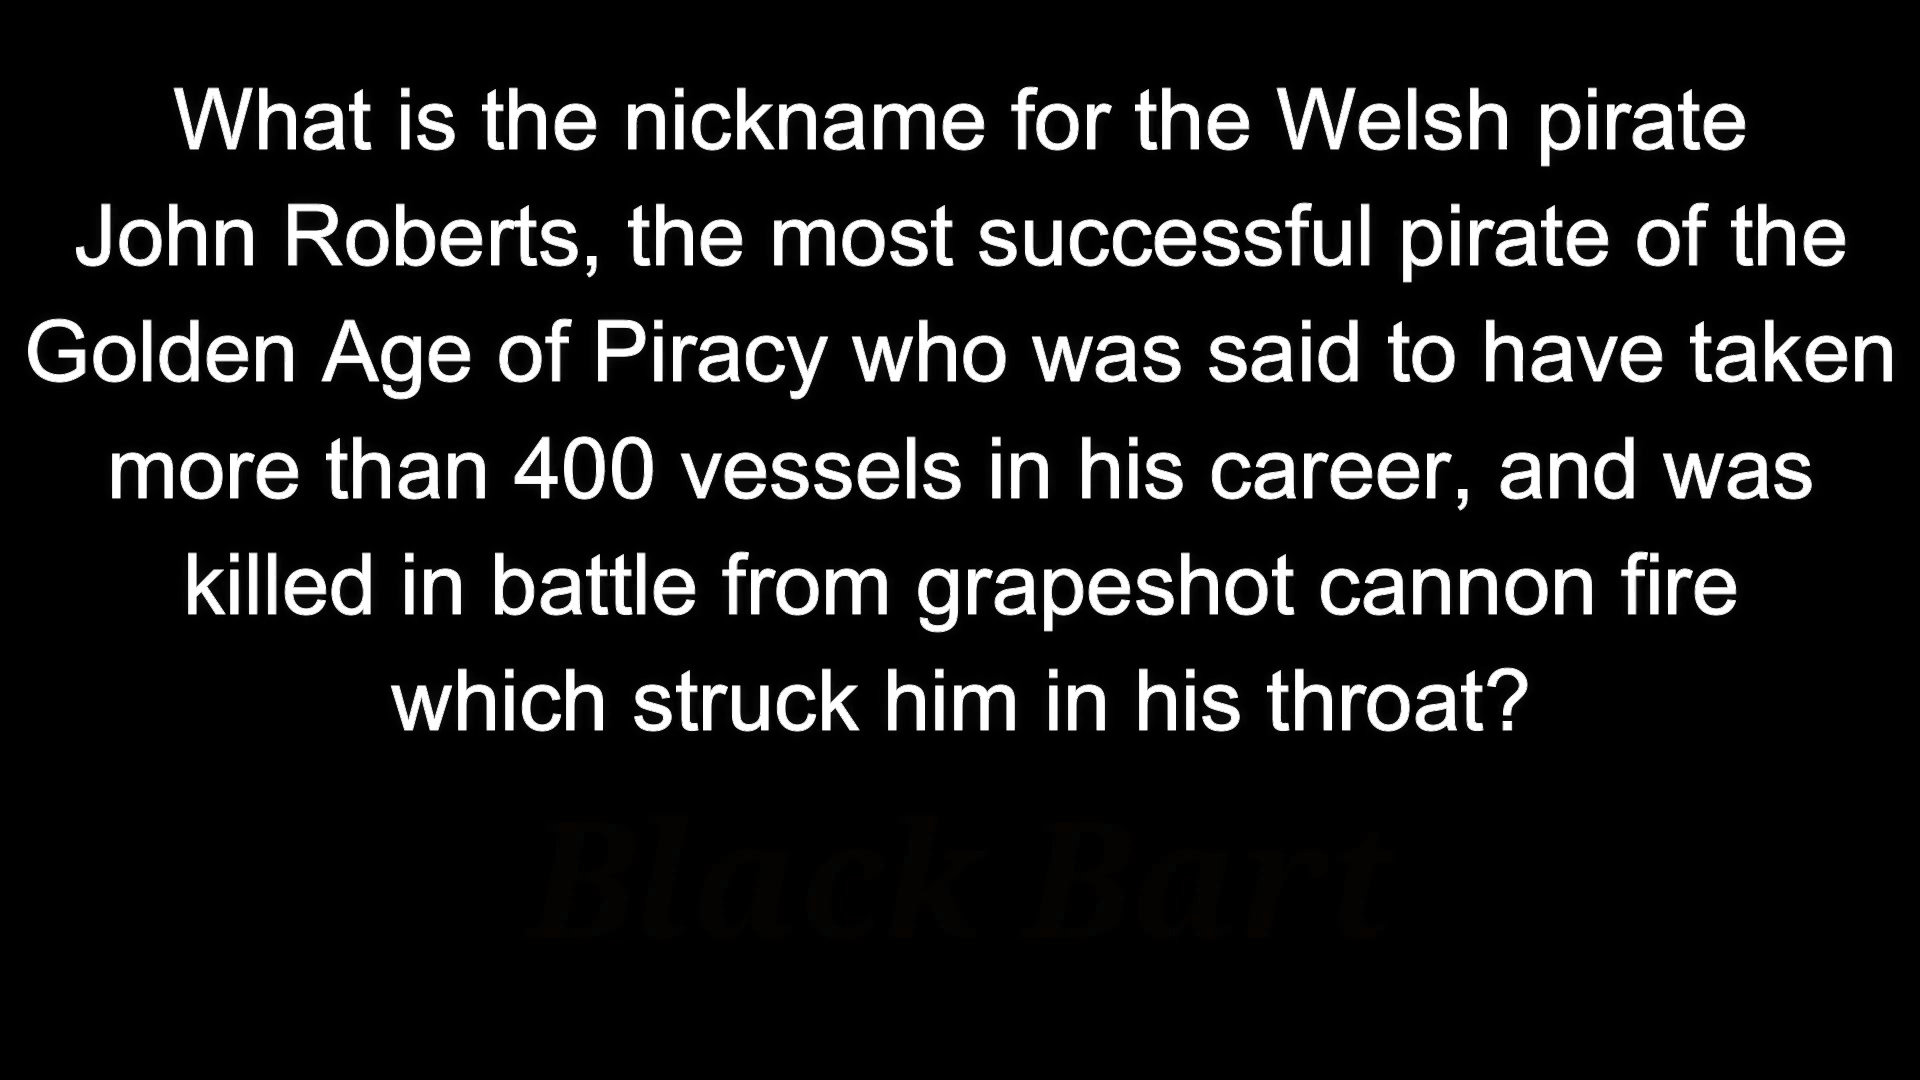 What is the nickname for the Welsh pirate
John Roberts, the most successful pirate of the
Golden Age of Piracy who was said to have taken
more than 400 vessels in his career, and was
killed in battle from grapeshot cannon fire
which struck him in his throat?
Black Bart